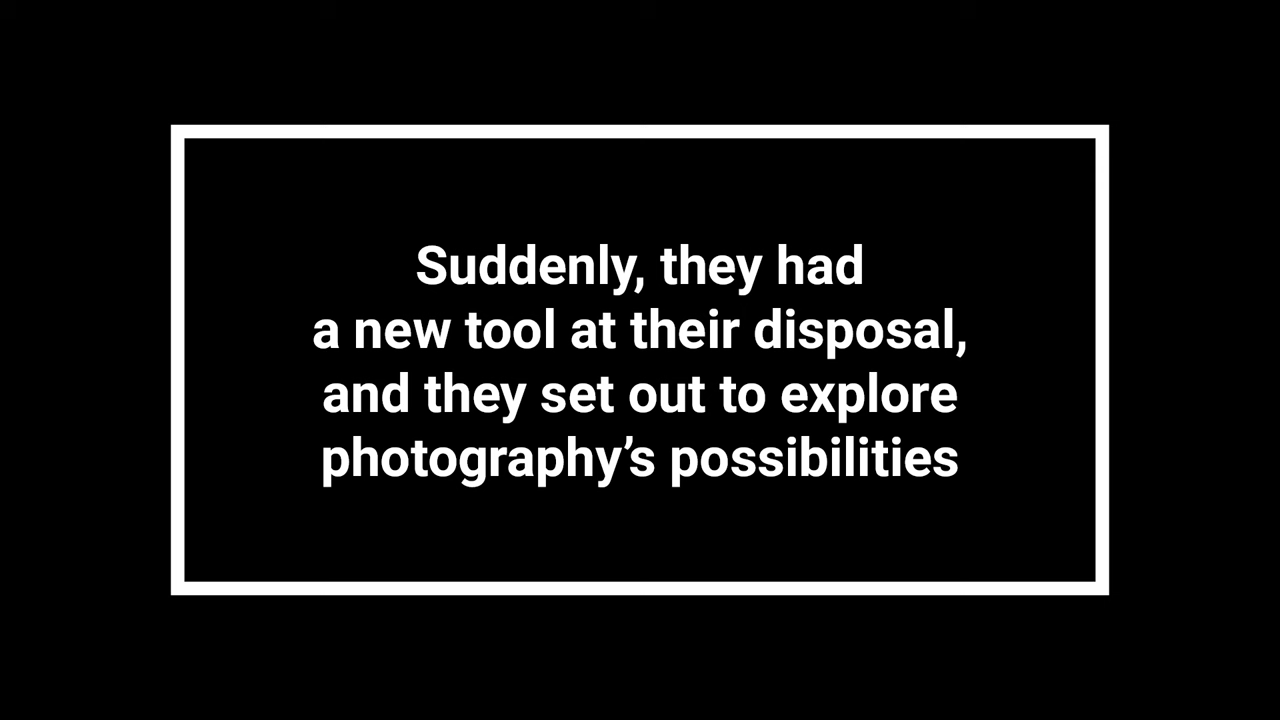 Suddenly, they had
a new tool at their disposal,
and they set out to explore
photography’s possibilities